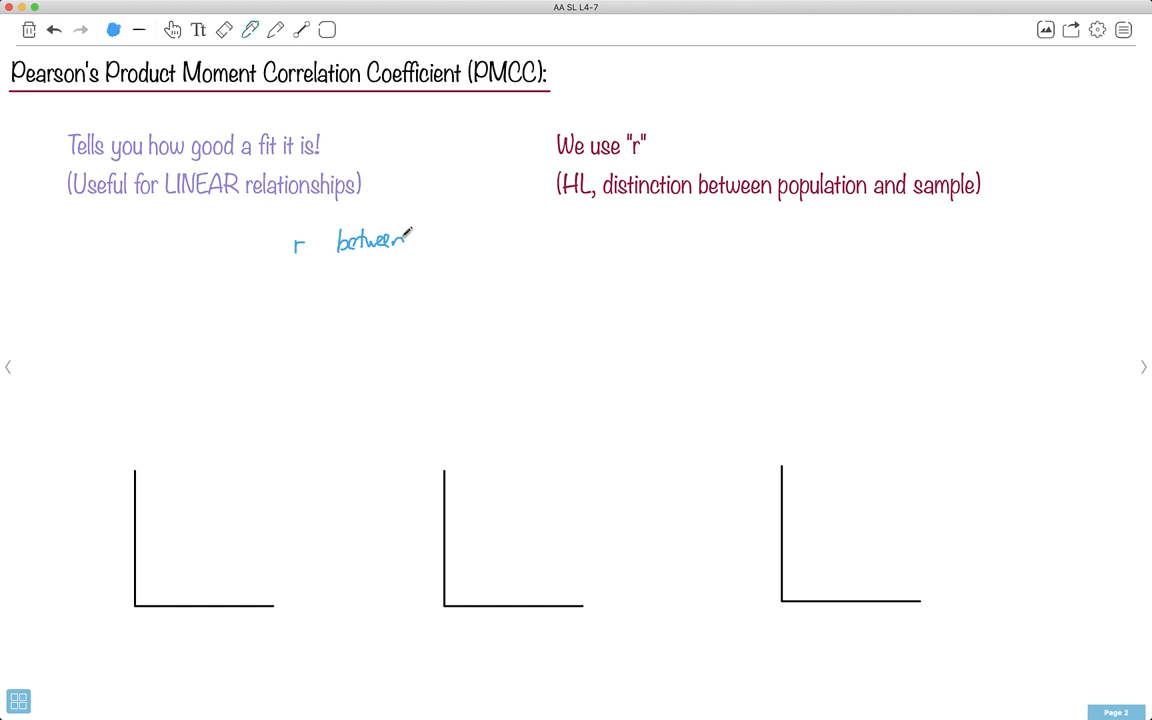 AA SL L4-7
Tt
Pearson's Product Moment Correlation Coefficient (PMCC):
Tells you how good a fit it is!
We use "r"
(Useful for LINEAR relationships)
(HL, distinction between population and sample)
r between
Page 2